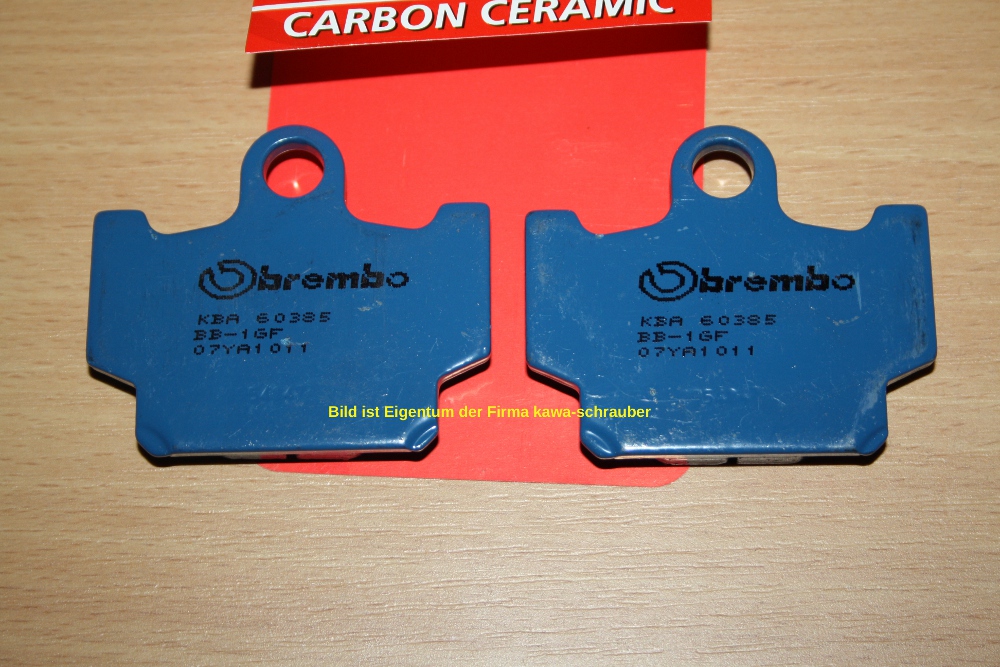 CARBON CERAMIC
brembo
KBA 60385
BB-1GF
07YA1011
brembo
KBA 60385
BB-1GF
07YA1011
Bild ist Eigentum der Firma kawa-schrauber